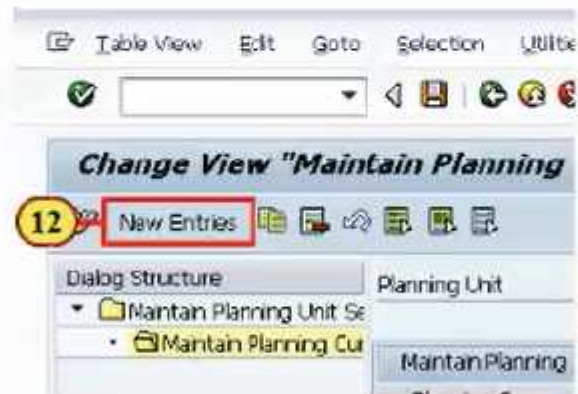 Table View Edit Goto Selection
Change View "Maintain Planning
12 New Entries
Dialog Structure
Planning Unit
Maintain Planning Unit Se
Maintain Planning Cur
Maintain Planning